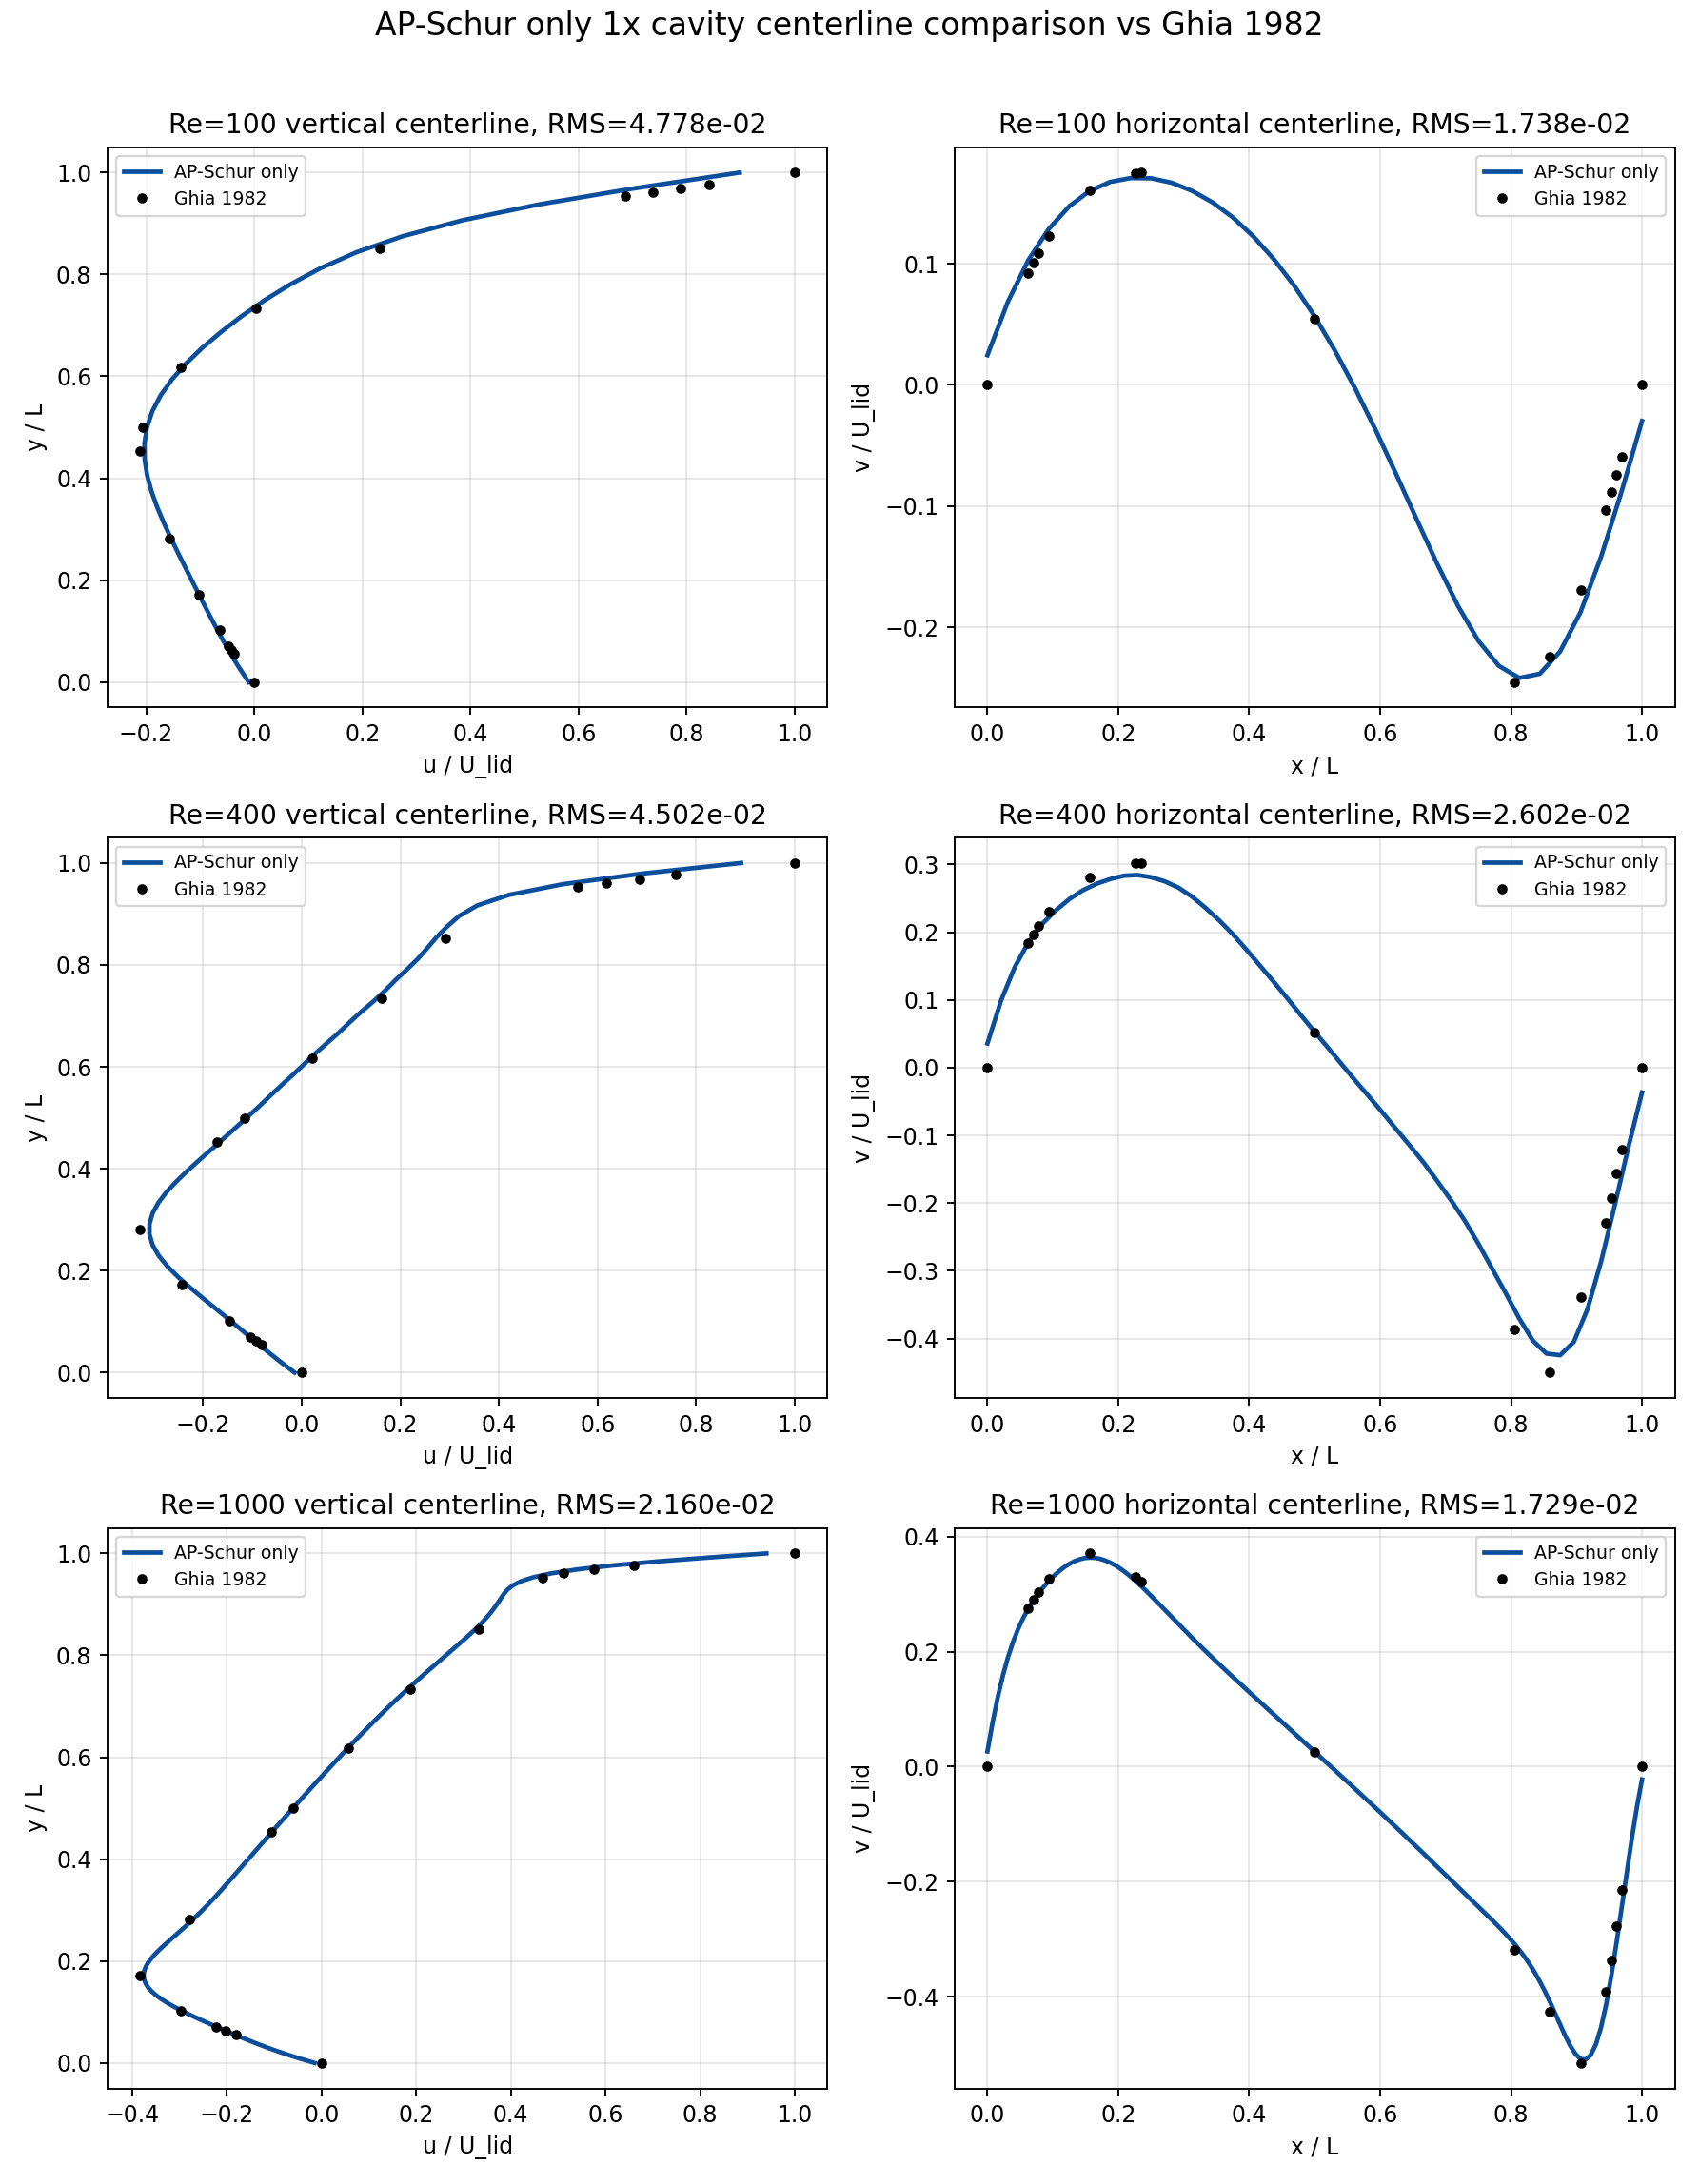 AP-Schur only 1x cavity centerline comparison vs Ghia 1982
Re=100 vertical centerline, RMS=4.778e-02
AP-Schur only
Ghia 1982
1.0
0.8
0.6
0.4
0.2
0.0
y / L
−0.2 0.0 0.2 0.4 0.6 0.8 1.0
u / U_lid
Re=100 horizontal centerline, RMS=1.738e-02
AP-Schur only
Ghia 1982
0.1
0.0
−0.1
−0.2
v / U_lid
0.0 0.2 0.4 0.6 0.8 1.0
x / L
Re=400 vertical centerline, RMS=4.502e-02
AP-Schur only
Ghia 1982
1.0
0.8
0.6
0.4
0.2
0.0
y / L
−0.2 0.0 0.2 0.4 0.6 0.8 1.0
u / U_lid
Re=400 horizontal centerline, RMS=2.602e-02
AP-Schur only
Ghia 1982
0.3
0.2
0.1
0.0
−0.1
−0.2
−0.3
−0.4
v / U_lid
0.0 0.2 0.4 0.6 0.8 1.0
x / L
Re=1000 vertical centerline, RMS=2.160e-02
AP-Schur only
Ghia 1982
1.0
0.8
0.6
0.4
0.2
0.0
y / L
−0.4 −0.2 0.0 0.2 0.4 0.6 0.8 1.0
u / U_lid
Re=1000 horizontal centerline, RMS=1.729e-02
AP-Schur only
Ghia 1982
0.4
0.2
0.0
−0.2
−0.4
v / U_lid
0.0 0.2 0.4 0.6 0.8 1.0
x / L